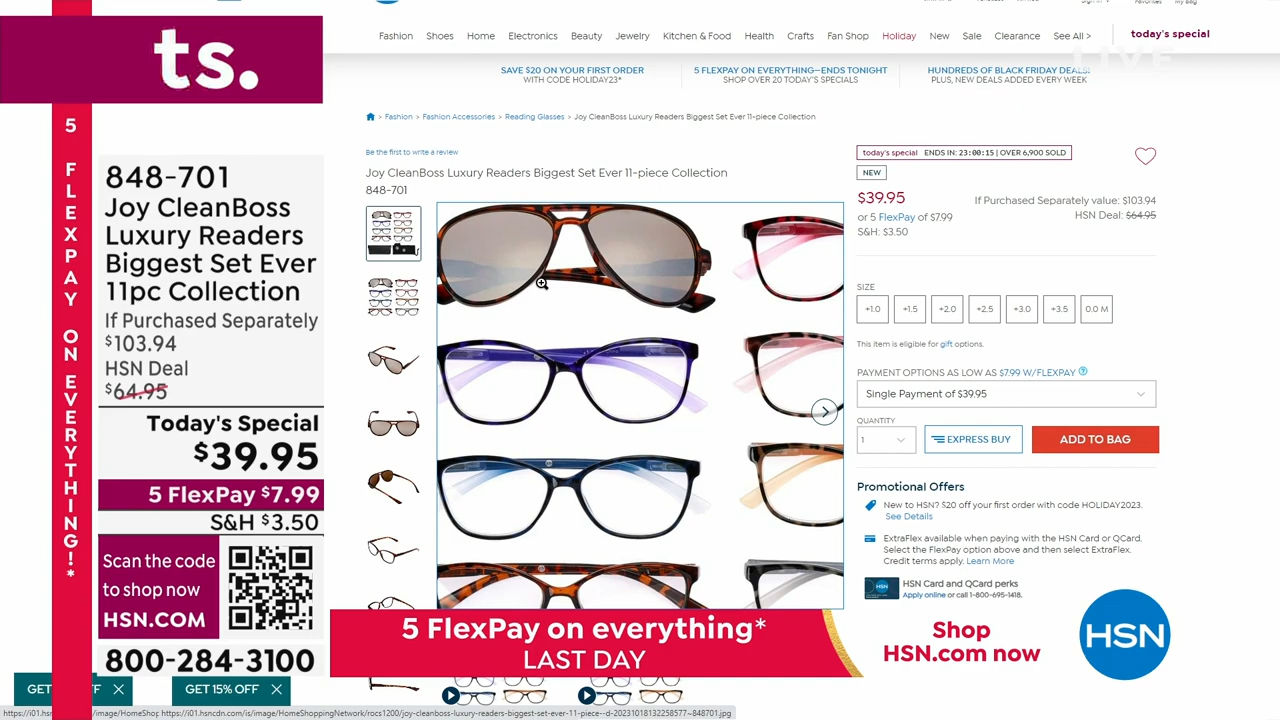 ts.
5 FLEXPAY ON EVERYTHING!*
848-701
Joy CleanBoss
Luxury Readers
Biggest Set Ever
11pc Collection
If Purchased Separately
$103.94
HSN Deal
$64.95
Today's Special
$39.95
5 FlexPay $7.99
S&H $3.50
Scan the code
to shop now
HSN.COM
800-284-3100
Fashion Shoes Home Electronics Beauty Jewelry Kitchen & Food Health Crafts Fan Shop Holiday New Sale Clearance See All > today's special
LIVE
SAVE $20 ON YOUR FIRST ORDER
WITH CODE HOLIDAY23*
5 FLEXPAY ON EVERYTHING—ENDS TONIGHT
SHOP OVER 20 TODAY'S SPECIALS
HUNDREDS OF BLACK FRIDAY DEALS!
PLUS, NEW DEALS ADDED EVERY WEEK
> Fashion > Fashion Accessories > Reading Glasses > Joy CleanBoss Luxury Readers Biggest Set Ever 11-piece Collection
Be the first to write a review
Joy CleanBoss Luxury Readers Biggest Set Ever 11-piece Collection
848-701
today's special ENDS IN: 23:00:15 | OVER 6,900 SOLD
NEW
$39.95
or 5 FlexPay of $7.99
S&H: $3.50
If Purchased Separately value: $103.94
HSN Deal: $64.95
SIZE
+1.0 +1.5 +2.0 +2.5 +3.0 +3.5 0.0 M
This item is eligible for gift options.
PAYMENT OPTIONS AS LOW AS $7.99 W/FLEXPAY
Single Payment of $39.95
QUANTITY
1
EXPRESS BUY
ADD TO BAG
Promotional Offers
New to HSN? $20 off your first order with code HOLIDAY2023.
See Details
ExtraFlex available when paying with the HSN Card or QCard.
Select the FlexPay option above and then select ExtraFlex.
Credit terms apply. Learn More
HSN Card and QCard perks
Apply online or call 1-800-695-1418.
5 FlexPay on everything*
LAST DAY
Shop
HSN.com now
HSN
GET
GET 15% OFF